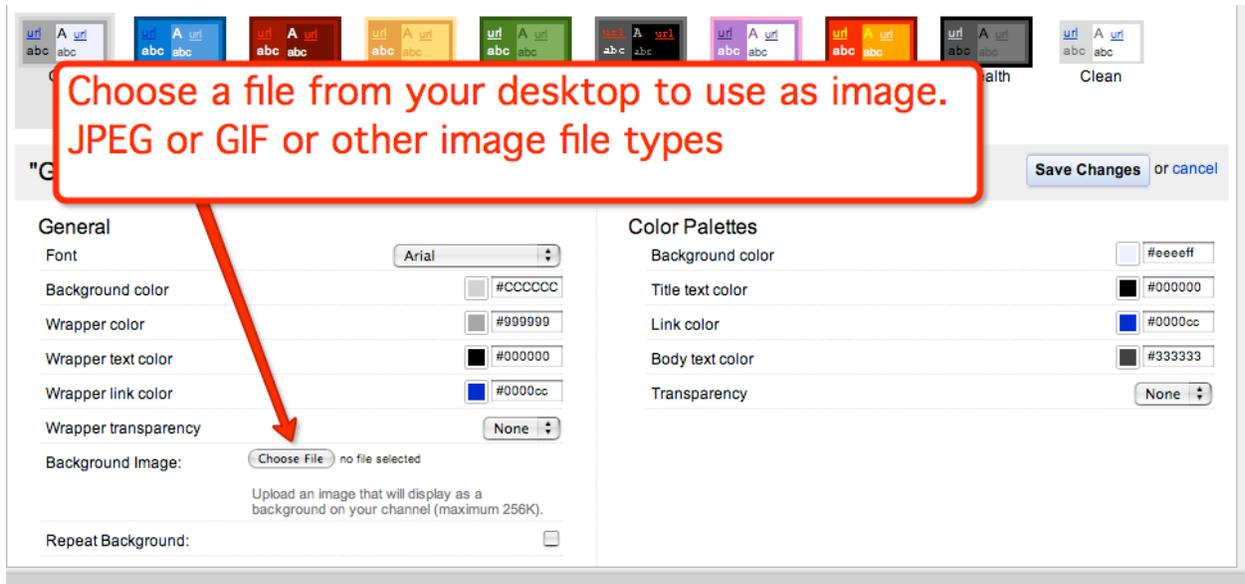 url A url url A url url A url url A url url A url url A url url A url url A url url A url url A url
abc abc abc abc abc abc abc abc abc abc abc abc abc abc abc abc abc abc abc abc
alth Clean
Choose a file from your desktop to use as image.
JPEG or GIF or other image file types
"G
Save Changes or cancel
General
Font Arial
Background color #CCCCCC
Wrapper color #999999
Wrapper text color #000000
Wrapper link color #0000cc
Wrapper transparency None
Background Image: Choose File no file selected
Upload an image that will display as a
background on your channel (maximum 256K).
Repeat Background:
Color Palettes
Background color #eeeeff
Title text color #000000
Link color #0000cc
Body text color #333333
Transparency None